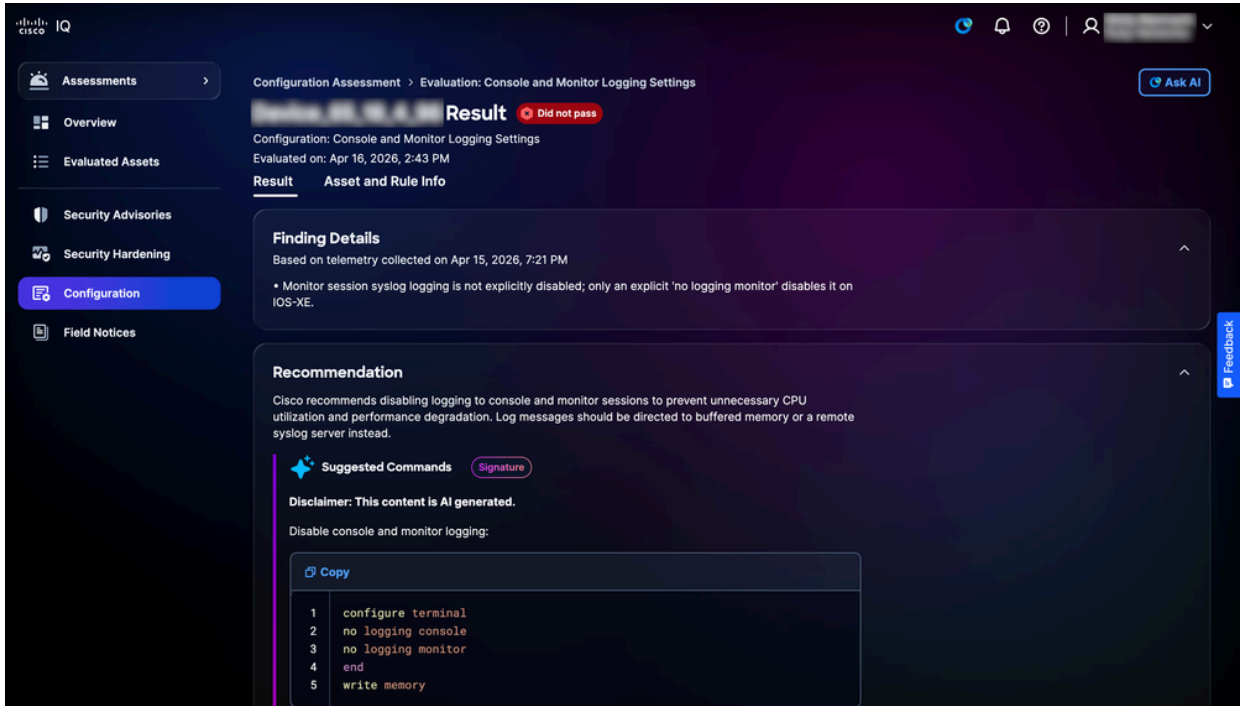 cisco IQ
Assessments
Overview
Evaluated Assets
Security Advisories
Security Hardening
Configuration
Field Notices
Configuration Assessment > Evaluation: Console and Monitor Logging Settings
Ask AI
Result Did not pass
Configuration: Console and Monitor Logging Settings
Evaluated on: Apr 16, 2026, 2:43 PM
Result Asset and Rule Info
Finding Details
Based on telemetry collected on Apr 15, 2026, 7:21 PM
• Monitor session syslog logging is not explicitly disabled; only an explicit 'no logging monitor' disables it on
IOS-XE.
Recommendation
Cisco recommends disabling logging to console and monitor sessions to prevent unnecessary CPU
utilization and performance degradation. Log messages should be directed to buffered memory or a remote
syslog server instead.
Suggested Commands Signature
Disclaimer: This content is AI generated.
Disable console and monitor logging:
Copy
1 configure terminal
2 no logging console
3 no logging monitor
4 end
5 write memory
Feedback